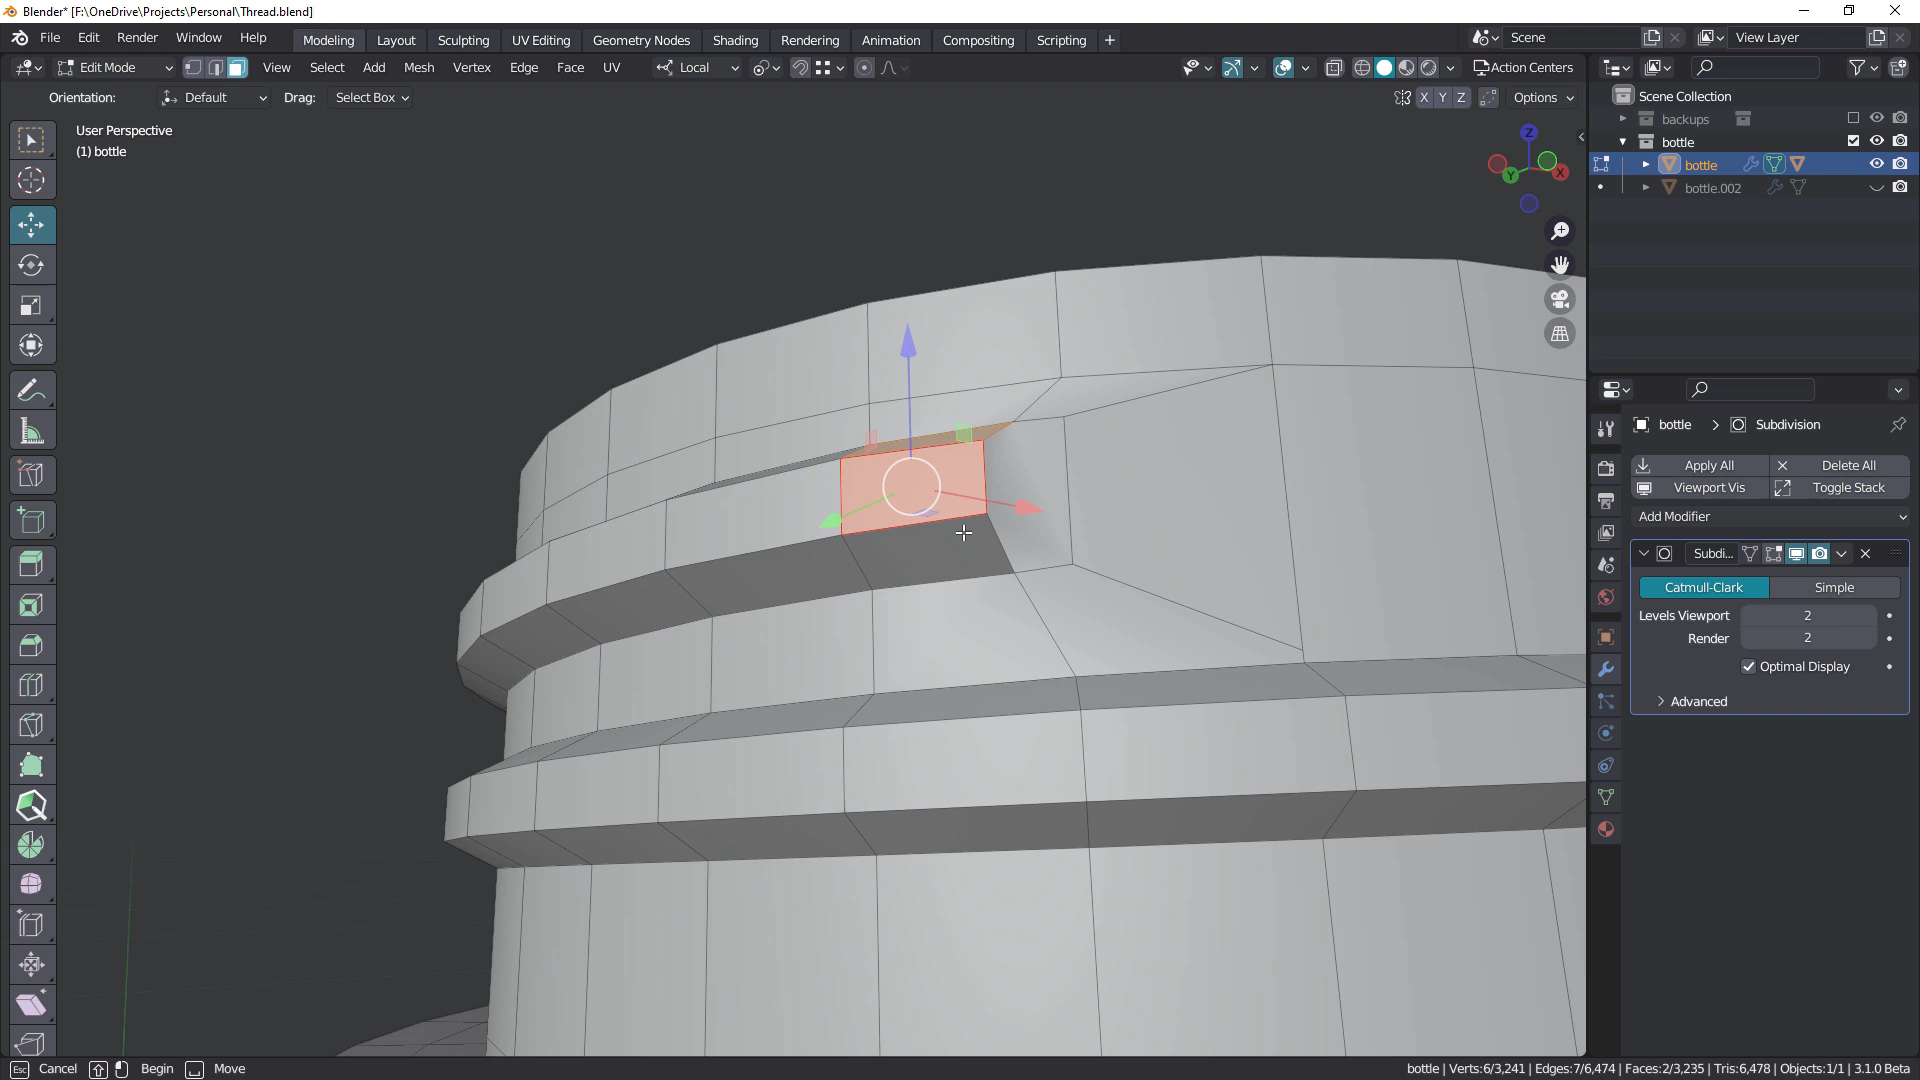 Blender* [F:\OneDrive\Projects\Personal\Thread.blend]
File Edit Render Window Help
Modeling Layout Sculpting UV Editing Geometry Nodes Shading Rendering Animation Compositing Scripting +
Scene
View Layer
Edit Mode
View Select Add Mesh Vertex Edge Face UV
Local
Action Centers
Orientation: Default Drag: Select Box
X Y Z Options
User Perspective
(1) bottle
Z
X
Y
Scene Collection
backups
bottle
bottle
bottle.002
bottle > Subdivision
Apply All Delete All
Viewport Vis Toggle Stack
Add Modifier
Subdi...
Catmull-Clark Simple
Levels Viewport 2
Render 2
Optimal Display
Advanced
Esc Cancel Begin Move
bottle | Verts:6/3,241 | Edges:7/6,474 | Faces:2/3,235 | Tris:6,478 | Objects:1/1 | 3.1.0 Beta